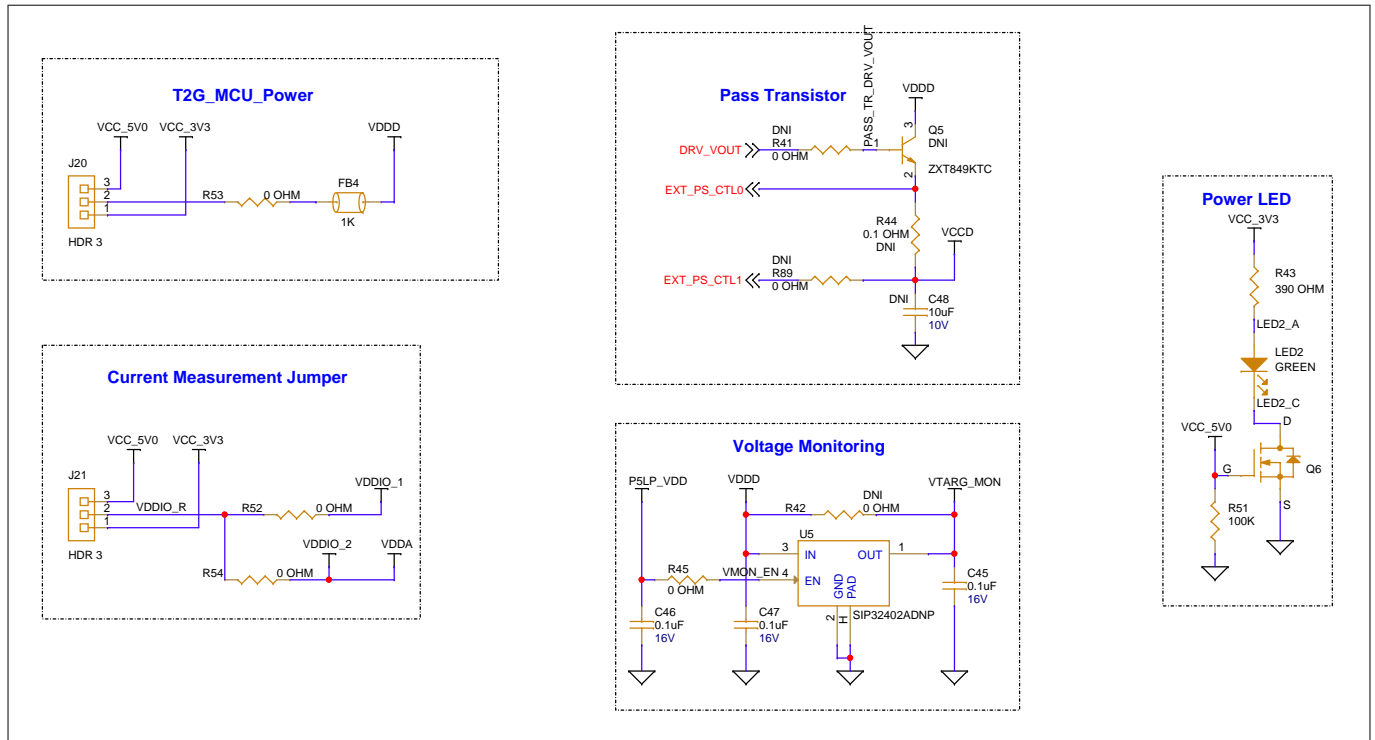 T2G_MCU_Power
VCC_5V0
VCC_3V3
VDDD
J20
3
2
1
HDR 3
R53
0 OHM
FB4
1K
Current Measurement Jumper
VCC_5V0
VCC_3V3
J21
3
2
1
HDR 3
VDDIO_R
R52
0 OHM
VDDIO_1
R54
0 OHM
VDDIO_2
VDDA
Pass Transistor
PASS_TR_DRV_VOUT
VDDD
DRV_VOUT
DNI
R41
0 OHM
1
3
2
Q5
DNI
ZXT849KTC
EXT_PS_CTL0
R44
0.1 OHM
DNI
VCCD
EXT_PS_CTL1
DNI
R89
0 OHM
DNI
C48
10uF
10V
Voltage Monitoring
P5LP_VDD
VDDD
VTARG_MON
DNI
R42
0 OHM
U5
3
IN
OUT
1
R45
0 OHM
VMON_EN
4
EN
GND
PAD
2
H
SIP32402ADNP
C46
0.1uF
16V
C47
0.1uF
16V
C45
0.1uF
16V
Power LED
VCC_3V3
R43
390 OHM
LED2_A
LED2
GREEN
LED2_C
VCC_5V0
D
G
Q6
S
R51
100K